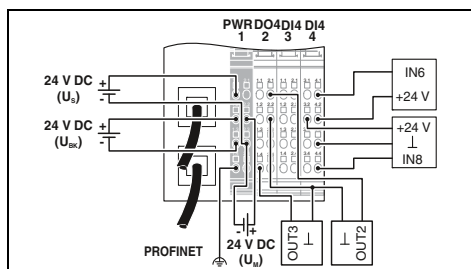 PWR DO4 DI4 DI4
1 2 3 4
24 V DC
(US)
+
-
24 V DC
(UBK)
+
-
IN6
+24 V
+24 V
⊥
IN8
- +
24 V DC
(UM)
PROFINET
OUT3
⊥
⊥
OUT2